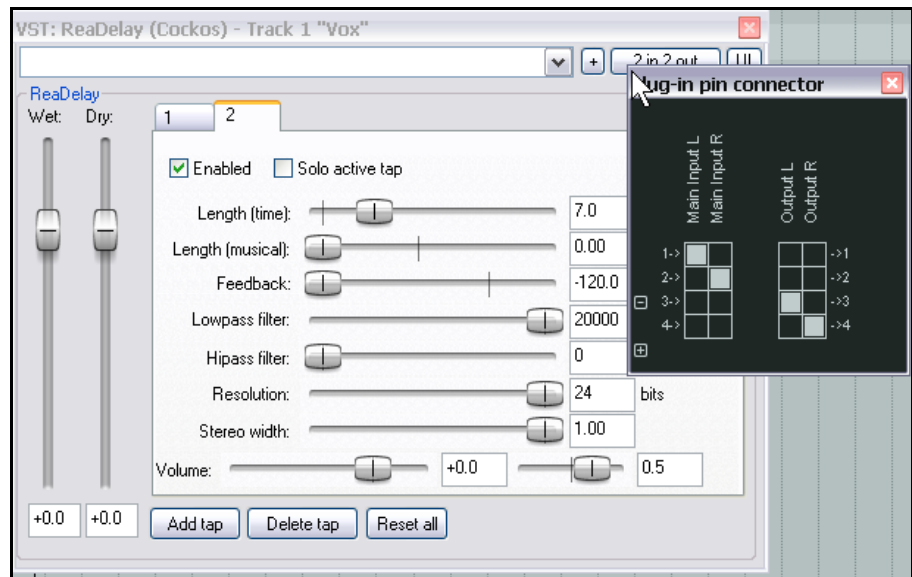 VST: ReaDelay (Cockos) - Track 1 "Vox"
+ 2 in 2 out UI
ReaDelay
Wet: Dry:
1 2
Enabled Solo active tap
Length (time): 7.0
Length (musical): 0.00
Feedback: -120.0
Lowpass filter: 20000
Hipass filter: 0
Resolution: 24 bits
Stereo width: 1.00
Volume: +0.0 0.5
+0.0 +0.0 Add tap Delete tap Reset all
pin connector
Main Input L
Main Input R
Output L
Output R
1-> ->1
2-> ->2
3-> ->3
4-> ->4